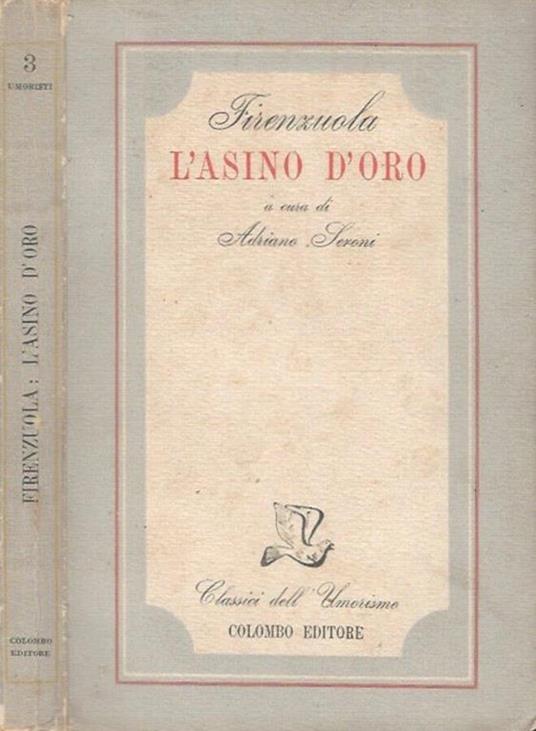 3
UMORISTI
FIRENZUOLA: L'ASINO D'ORO
COLOMBO
EDITORE
Firenzuola
L'ASINO D'ORO
a cura di
Adriano Seroni
Classici dell'Umorismo
COLOMBO EDITORE